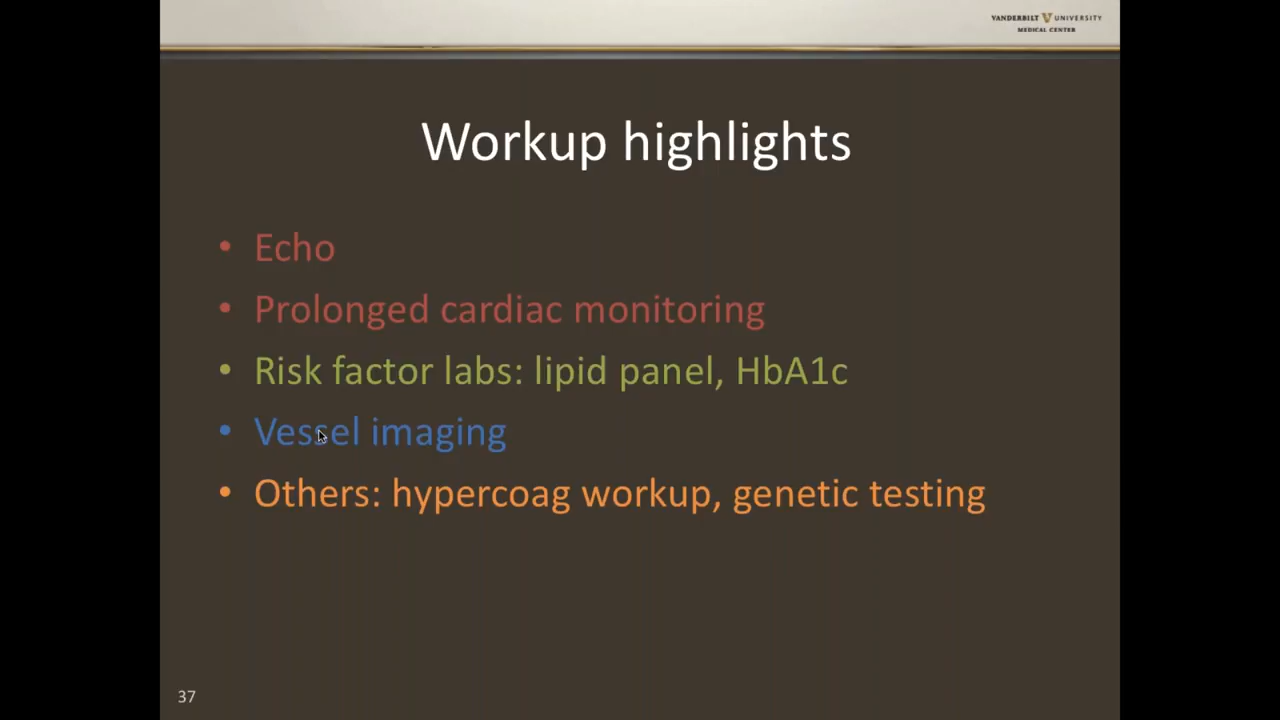 VANDERBILT V UNIVERSITY
MEDICAL CENTER
Workup highlights
• Echo
• Prolonged cardiac monitoring
• Risk factor labs: lipid panel, HbA1c
• Vessel imaging
• Others: hypercoag workup, genetic testing
37